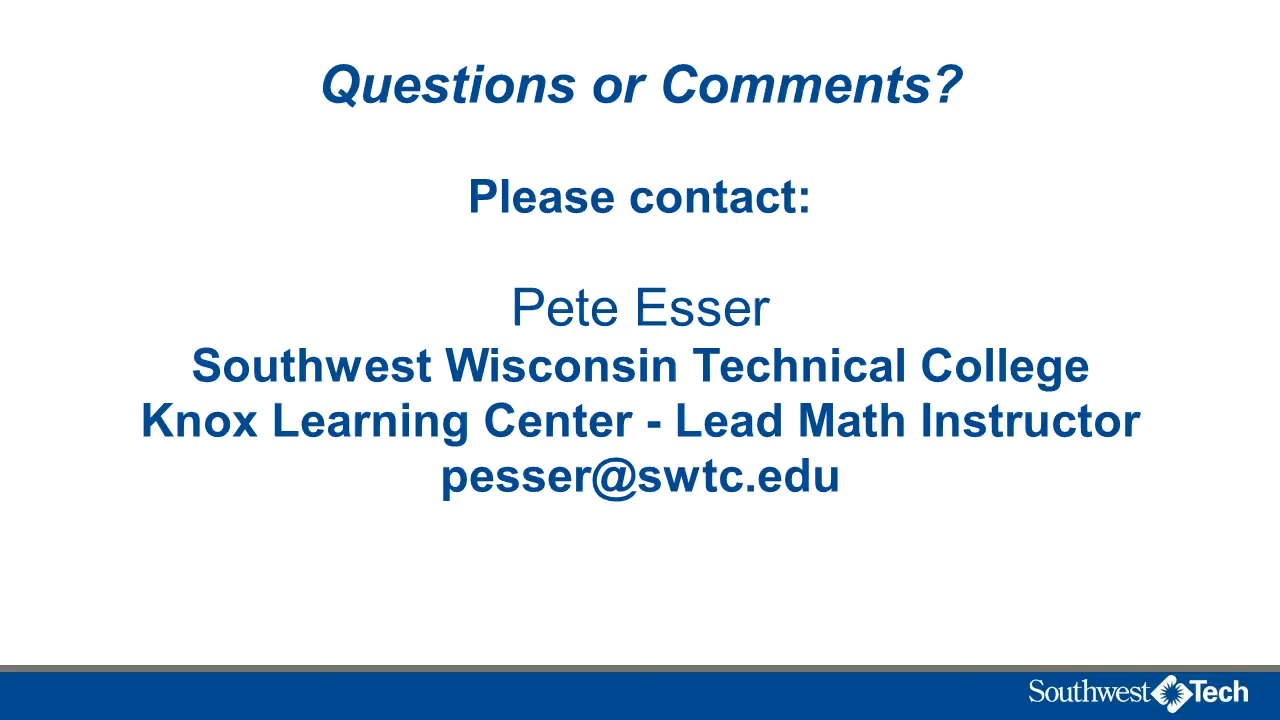 Questions or Comments?
Please contact:
Pete Esser
Southwest Wisconsin Technical College
Knox Learning Center - Lead Math Instructor
pesser@swtc.edu
Southwest Tech